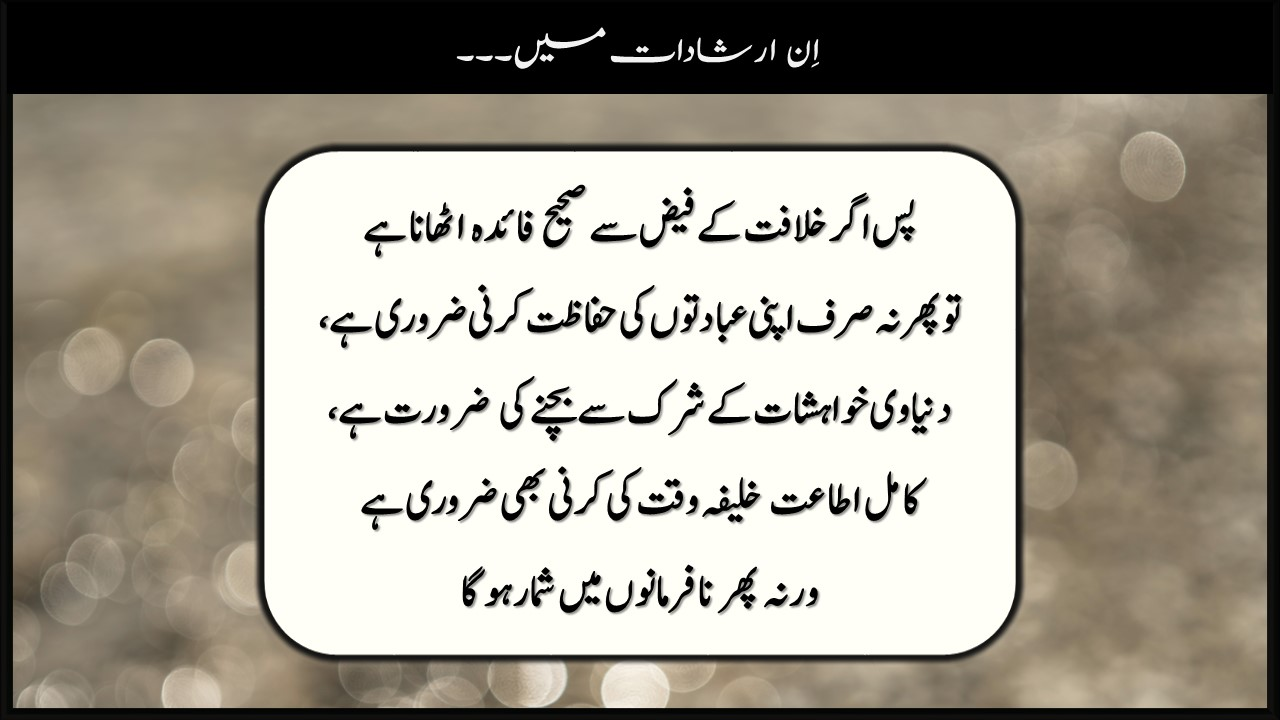 اِن ارشادات میں۔۔۔
پس اگر خلافت کے فیض سے صحیح فائدہ اٹھانا ہے
تو پھر نہ صرف اپنی عبادتوں کی حفاظت کرنی ضروری ہے،
دنیاوی خواہشات کے شرک سے بچنے کی ضرورت ہے،
کامل اطاعت خلیفہ وقت کی کرنی بھی ضروری ہے
ورنہ پھر نافرمانوں میں شمار ہو گا